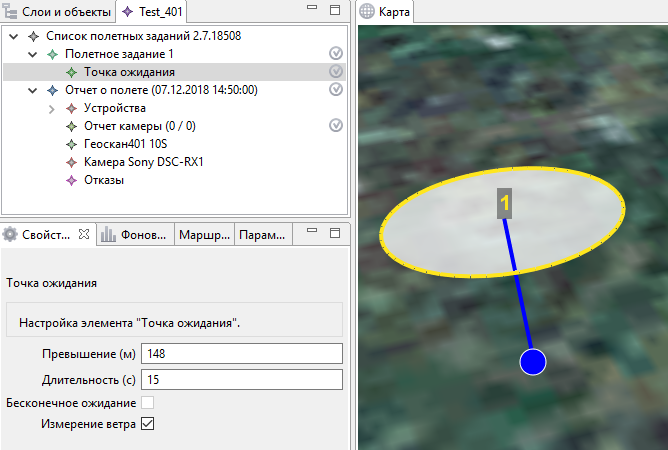 Слои и объекты
Test_401
Список полетных заданий 2.7.18508
Полетное задание 1
Точка ожидания
Отчет о полете (07.12.2018 14:50:00)
Устройства
Отчет камеры (0 / 0)
Геоскан401 10S
Камера Sony DSC-RX1
Отказы
Свойст...
Фонов...
Маршр...
Парам...
Точка ожидания
Настройка элемента "Точка ожидания".
Превышение (м) 148
Длительность (с) 15
Бесконечное ожидание
Измерение ветра
Карта
1